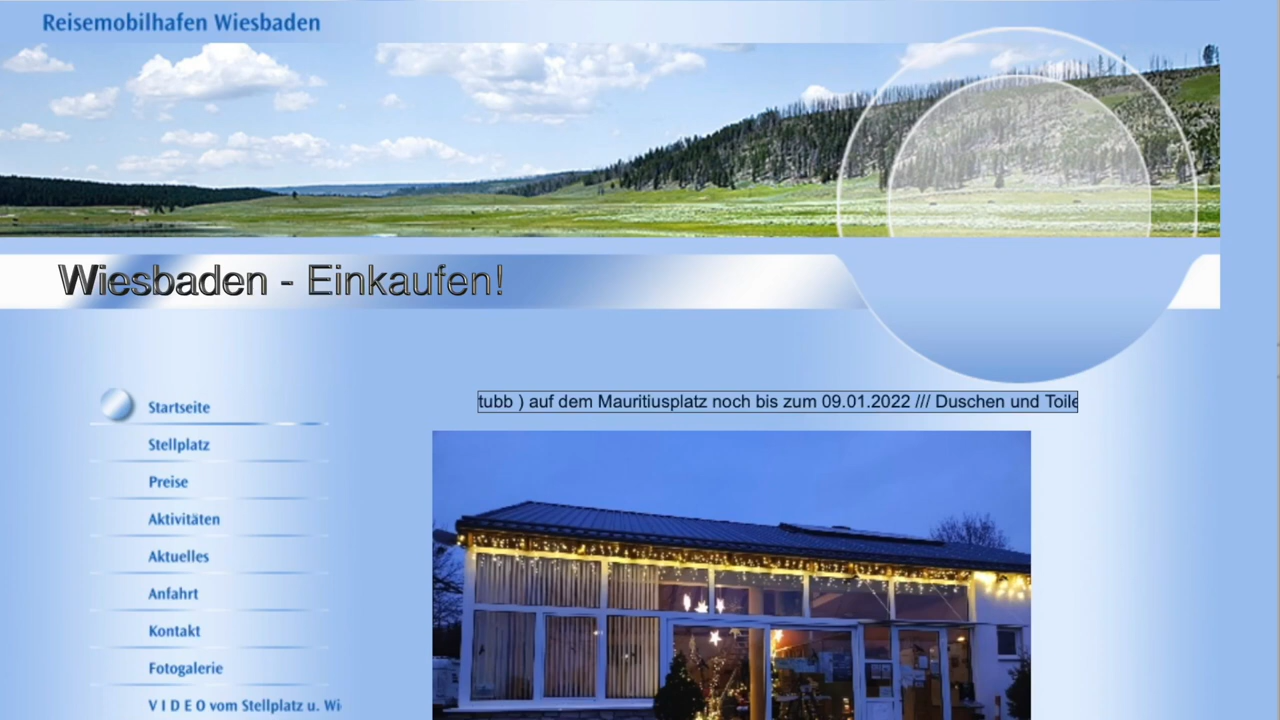 Reisemobilhafen Wiesbaden
Wiesbaden - Einkaufen!
tubb ) auf dem Mauritiusplatz noch bis zum 09.01.2022 /// Duschen und Toile
Startseite
Stellplatz
Preise
Aktivitäten
Aktuelles
Anfahrt
Kontakt
Fotogalerie
V I D E O vom Stellplatz u. Wi